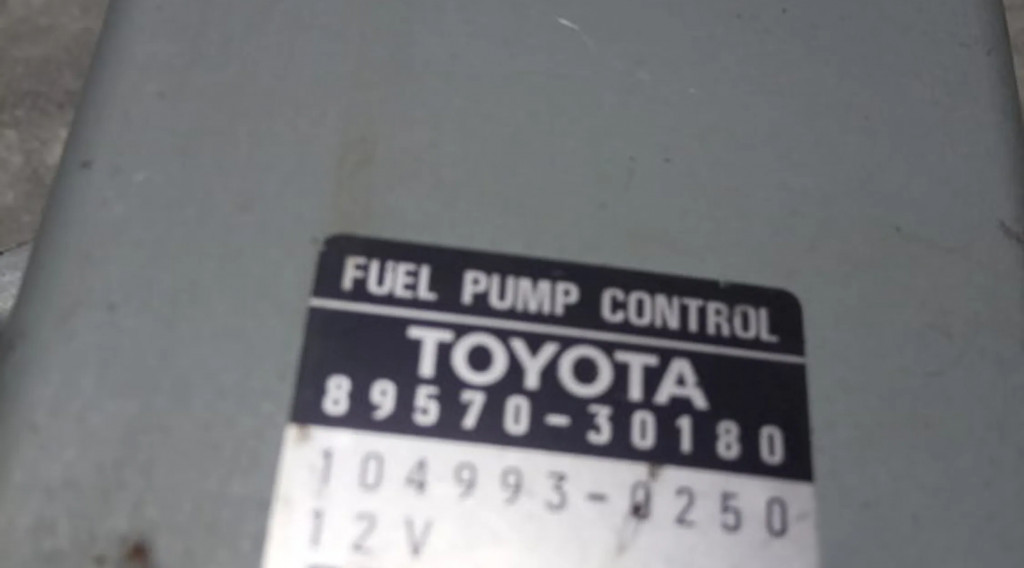 FUEL PUMP CONTROL
TOYOTA
89570-30180
104993-0250
12V